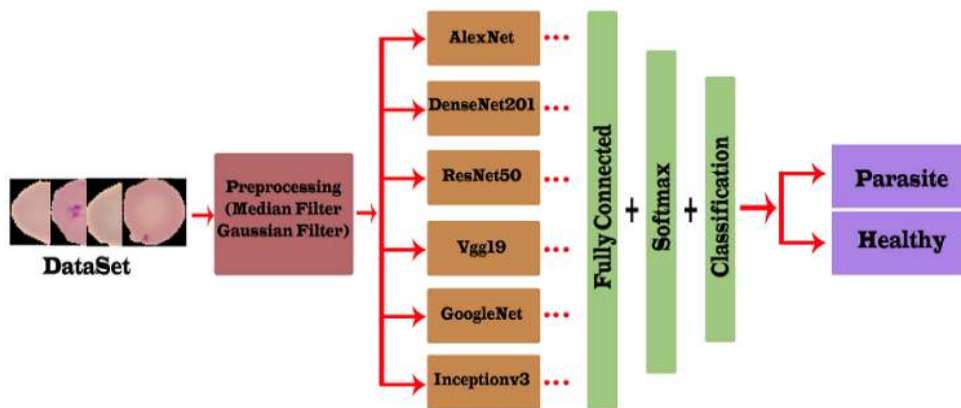 DataSet
Preprocessing
(Median Filter
Gaussian Filter)
AlexNet
DenseNet201
ResNet50
Vgg19
GoogleNet
Inceptionv3
Fully Connected
+
Softmax
+
Classification
Parasite
Healthy